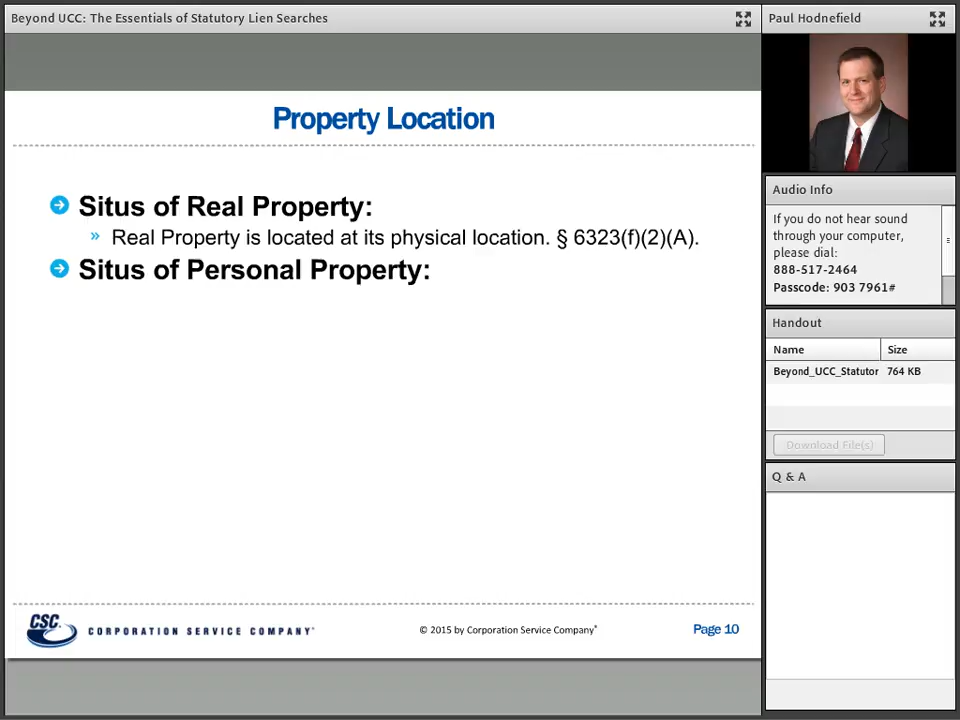 Beyond UCC: The Essentials of Statutory Lien Searches
Property Location
Situs of Real Property:
» Real Property is located at its physical location. § 6323(f)(2)(A).
Situs of Personal Property:
CSC.
CORPORATION SERVICE COMPANY®
© 2015 by Corporation Service Company®
Page 10
Paul Hodnefield
Audio Info
If you do not hear sound
through your computer,
please dial:
888-517-2464
Passcode: 903 7961#
Handout
Name Size
Beyond_UCC_Statutor 764 KB
Download File(s)
Q & A